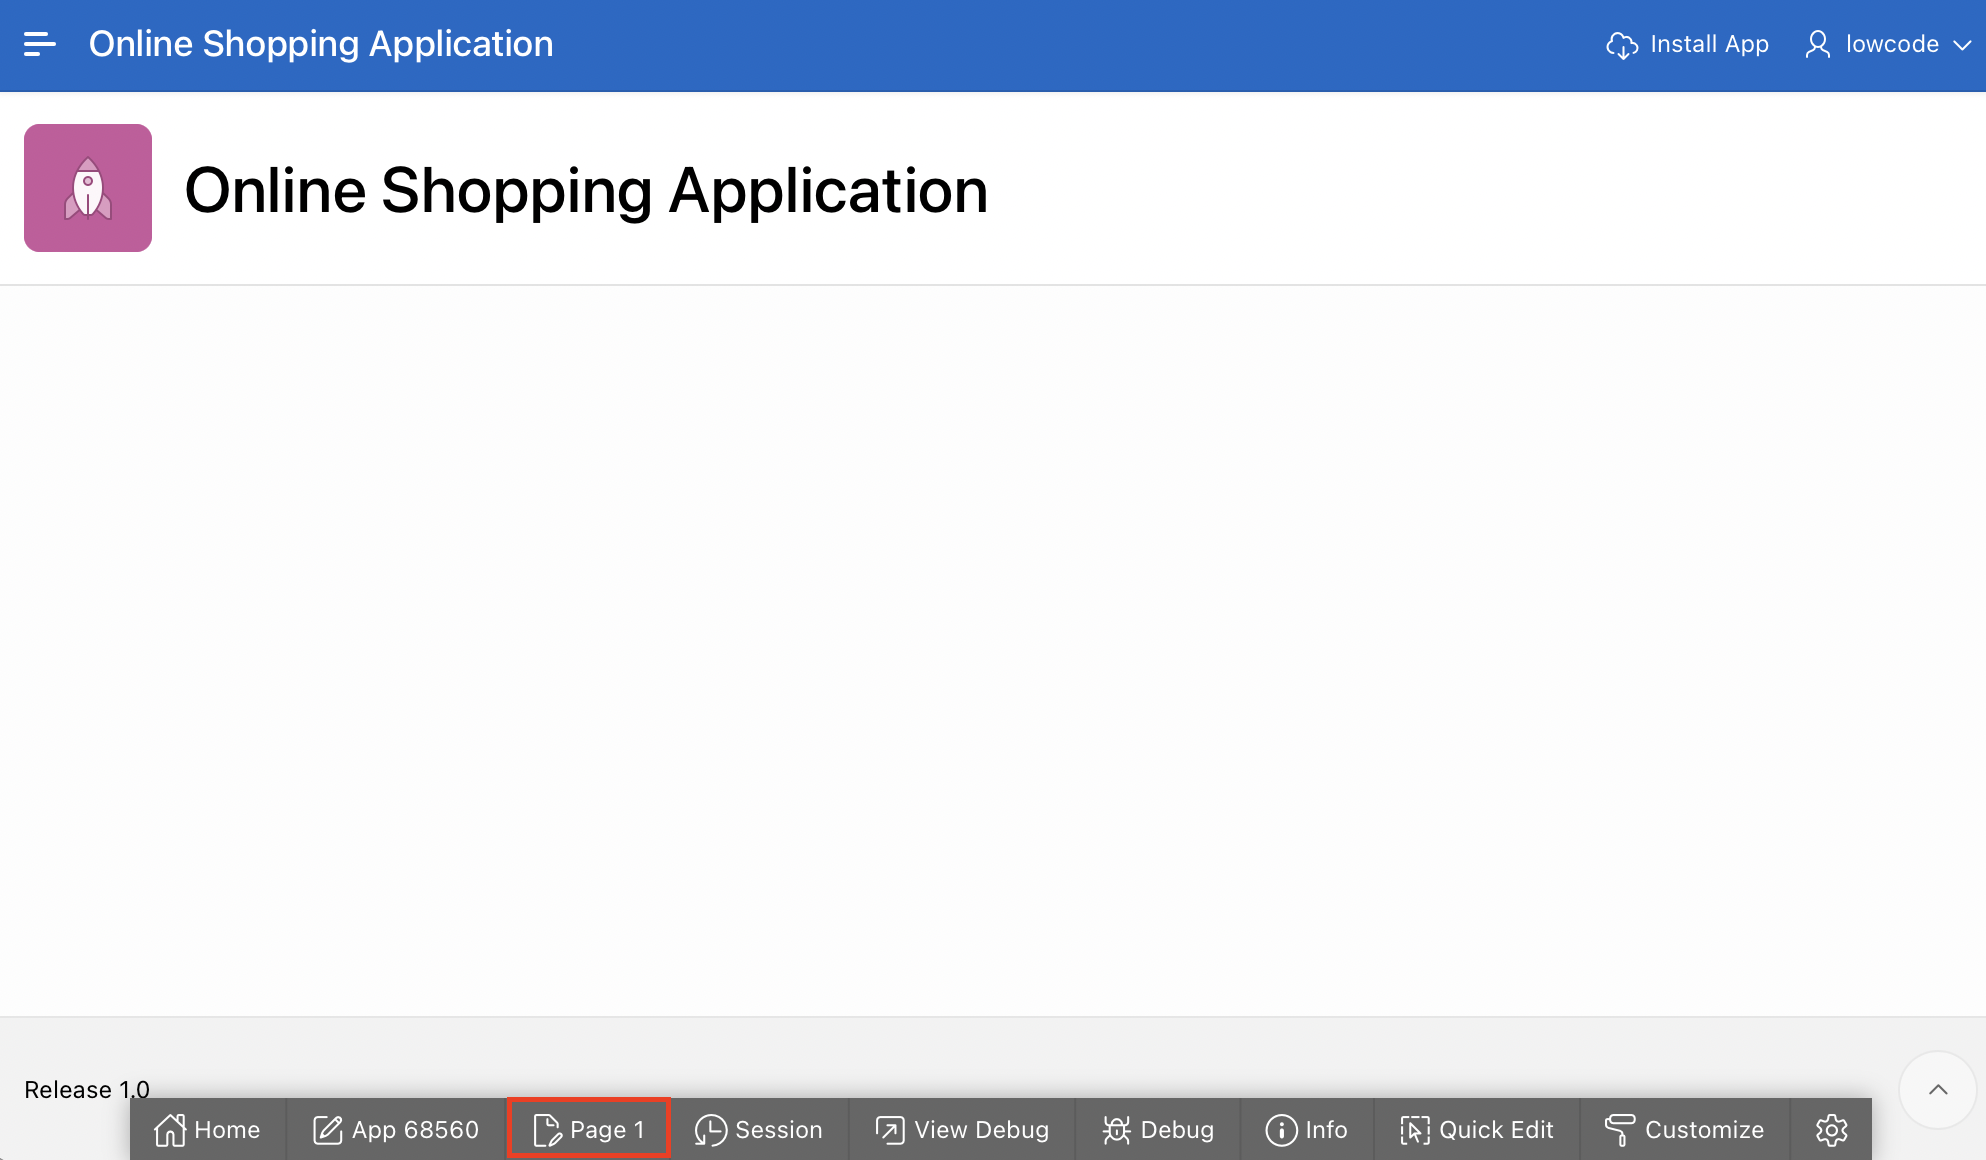 Online Shopping Application
Install App
lowcode
Online Shopping Application
Release 1.0
Home
App 68560
Page 1
Session
View Debug
Debug
Info
Quick Edit
Customize